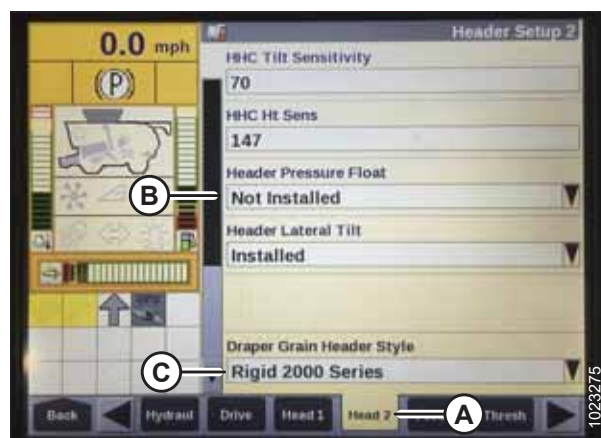 0.0 mph
Header Setup 2
(P)
HHC Tilt Sensitivity
70
HHC Ht Sens
147
Header Pressure Float
B
Not Installed
Header Lateral Tilt
Installed
Draper Grain Header Style
C
Rigid 2000 Series
Back
Hydraul
Drive
Head 1
Head 2
A
Thresh
1023275